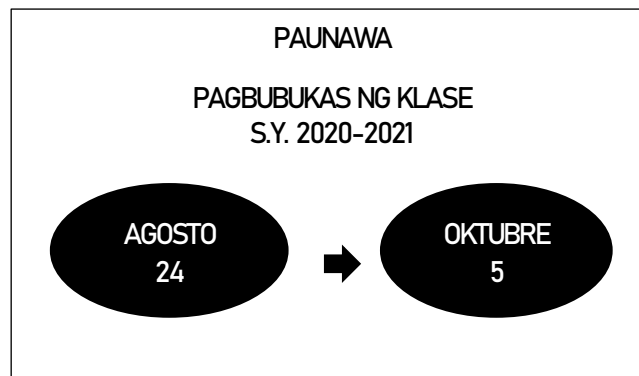 PAUNAWA
PAGBUBUKAS NG KLASE
S.Y. 2020-2021
AGOSTO
24
OKTUBRE
5